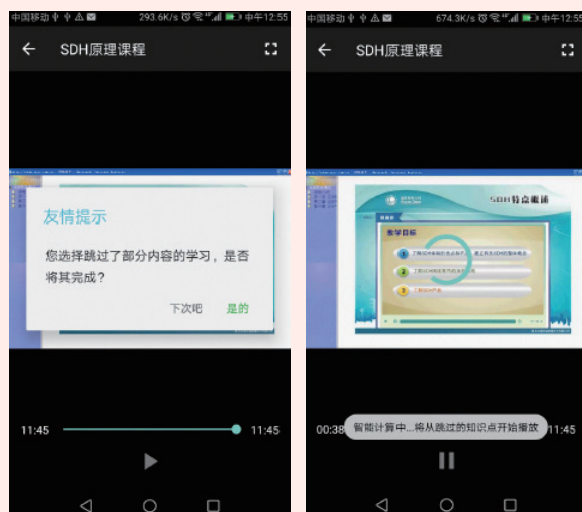 中国移动 293.6K/s 中午12:55
SDH原理课程
友情提示
您选择跳过了部分内容的学习，是否
将其完成？
下次吧 是的
11:45 11:45
中国移动 674.3K/s 中午12:55
SDH原理课程
SDH特点概述
教学目标
1
2
3
00:38 智能计算中...将从跳过的知识点开始播放 11:45